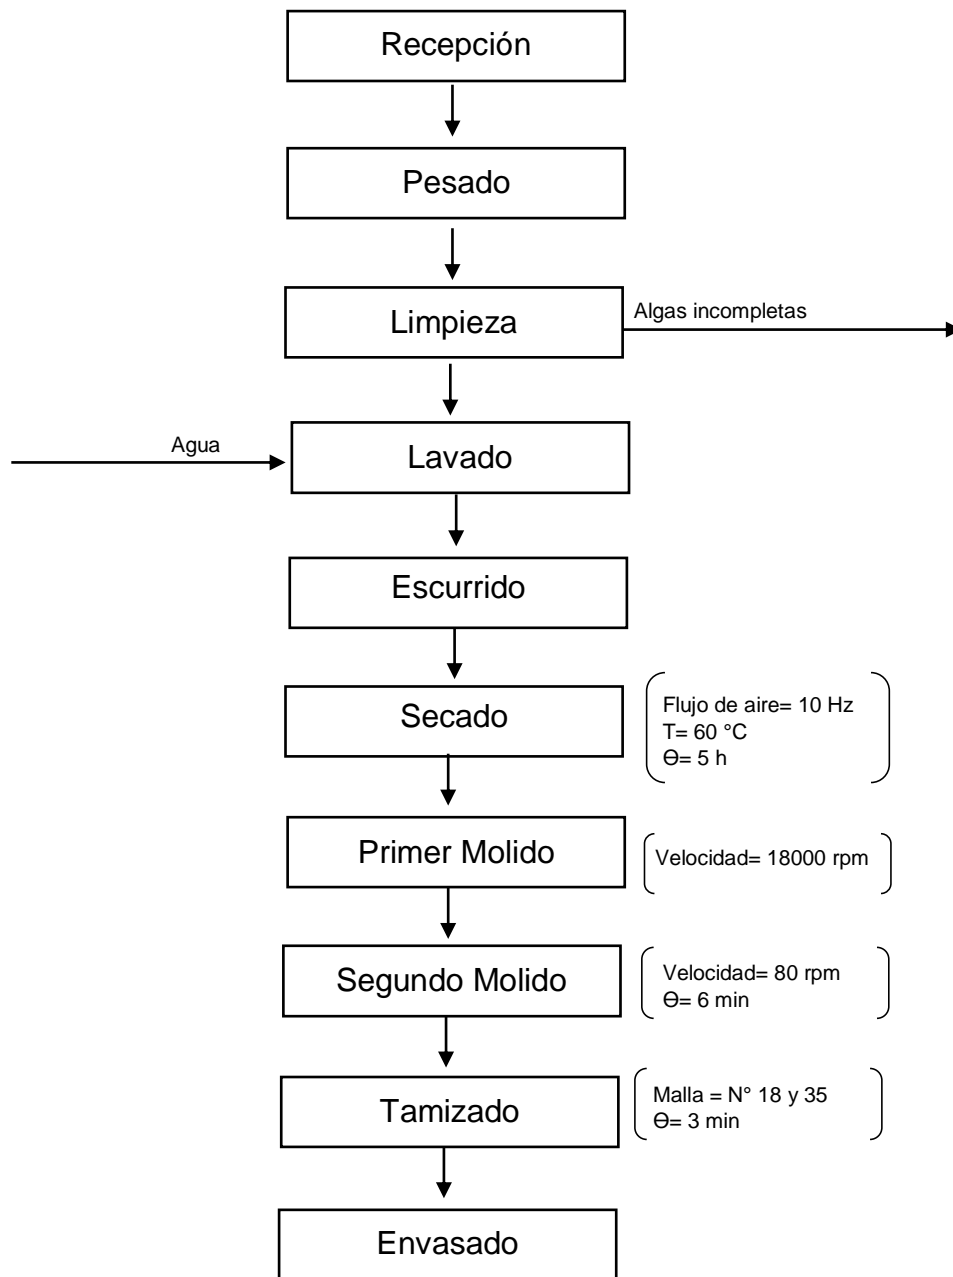 Recepción
Pesado
Limpieza
Algas incompletas
Agua
Lavado
Escurrido
Secado
Flujo de aire= 10 Hz
T= 60 °C
Ɵ= 5 h
Primer Molido
Velocidad= 18000 rpm
Segundo Molido
Velocidad= 80 rpm
Ɵ= 6 min
Tamizado
Malla = N° 18 y 35
Ɵ= 3 min
Envasado